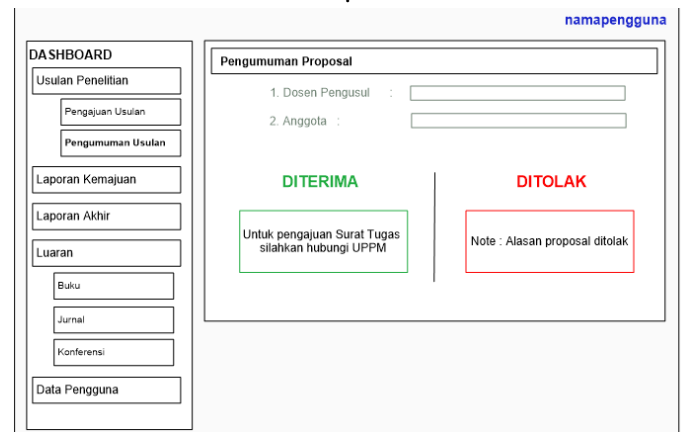 namapengguna
DASHBOARD
Usulan Penelitian
Pengajuan Usulan
Pengumuman Usulan
Laporan Kemajuan
Laporan Akhir
Luaran
Buku
Jurnal
Konferensi
Data Pengguna
Pengumuman Proposal
1. Dosen Pengusul :
2. Anggota :
DITERIMA
Untuk pengajuan Surat Tugas
silahkan hubungi UPPM
DITOLAK
Note : Alasan proposal ditolak